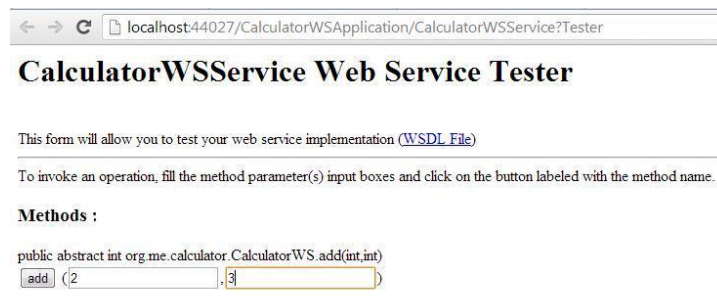 localhost:44027/CalculatorWSApplication/CalculatorWSService?Tester
CalculatorWSService Web Service Tester
This form will allow you to test your web service implementation (WSDL File)
To invoke an operation, fill the method parameter(s) input boxes and click on the button labeled with the method name.
Methods :
public abstract int org.me.calculator.CalculatorWS.add(int,int)
add (2 ,3 )